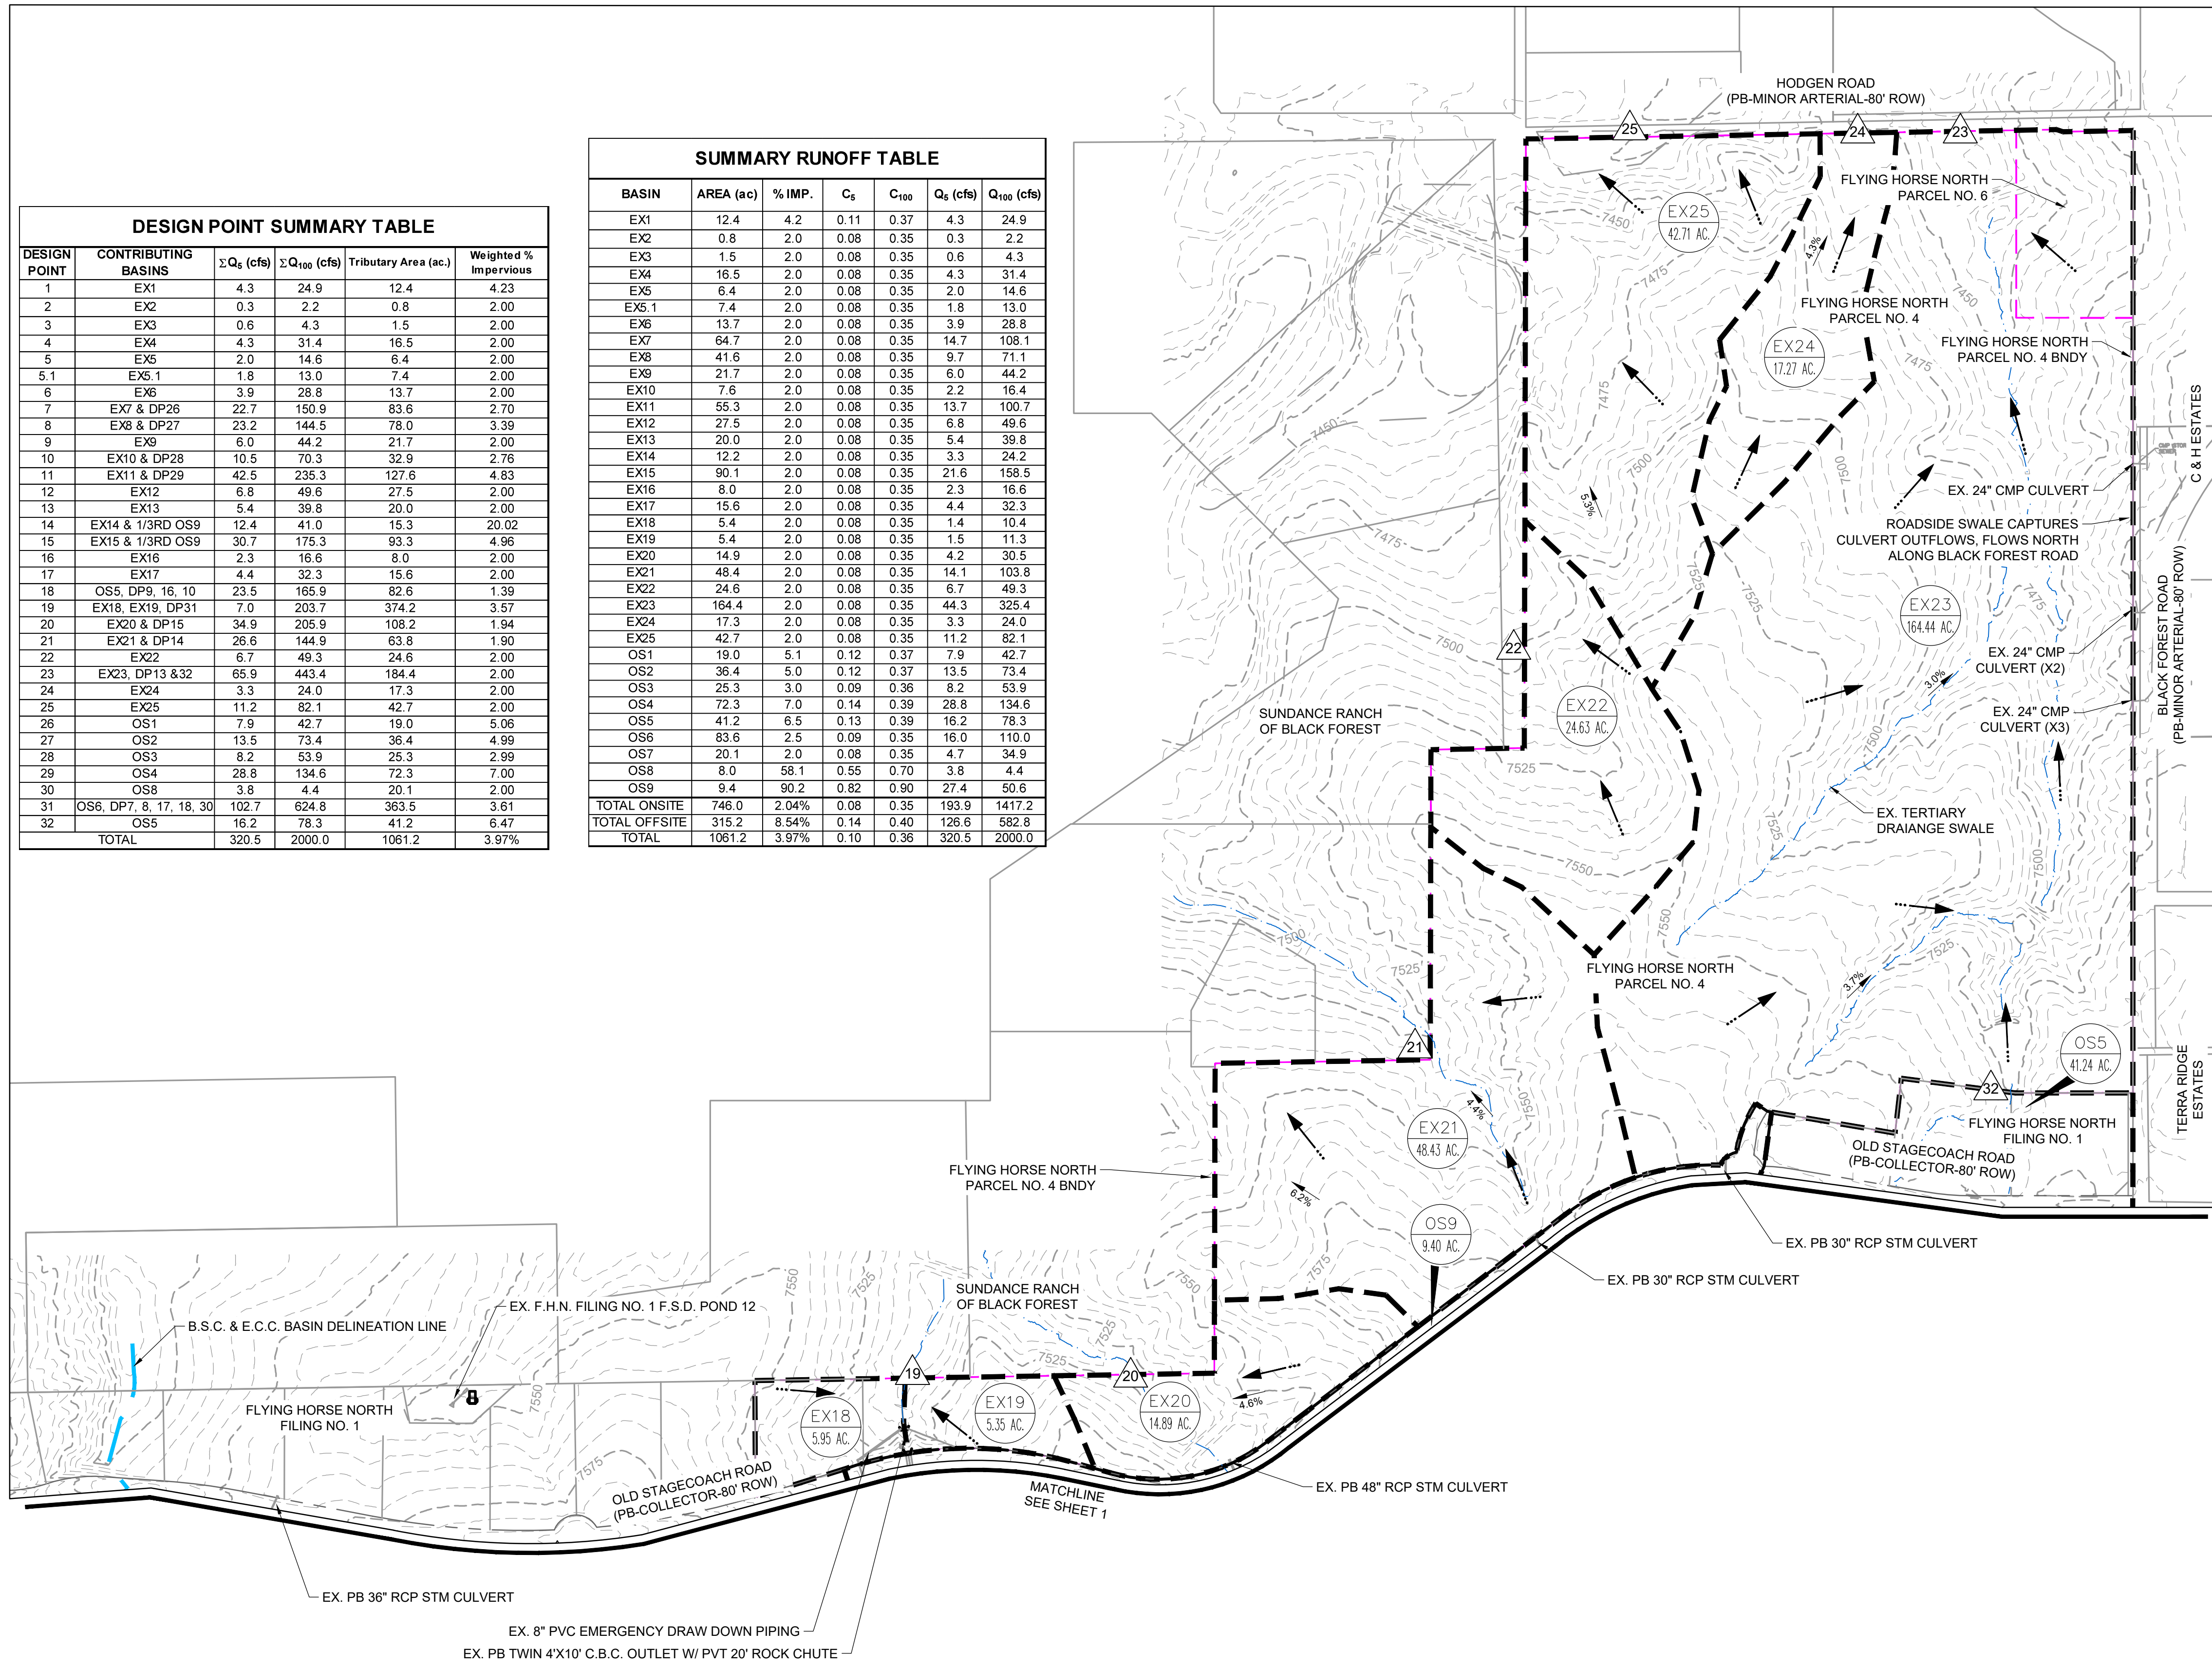 DESIGN POINT SUMMARY TABLE
DESIGN POINT CONTRIBUTING BASINS ΣQ5 (cfs) ΣQ100 (cfs) Tributary Area (ac.) Weighted % Impervious
1 EX1 4.3 24.9 12.4 4.23
2 EX2 0.3 2.2 0.8 2.00
3 EX3 0.6 4.3 1.5 2.00
4 EX4 4.3 31.4 16.5 2.00
5 EX5 2.0 14.6 6.4 2.00
5.1 EX5.1 1.8 13.0 7.4 2.00
6 EX6 3.9 28.8 13.7 2.00
7 EX7 & DP26 22.7 150.9 83.6 2.70
8 EX8 & DP27 23.2 144.5 78.0 3.39
9 EX9 6.0 44.2 21.7 2.00
10 EX10 & DP28 10.5 70.3 32.9 2.76
11 EX11 & DP29 42.5 235.3 127.6 4.83
12 EX12 6.8 49.6 27.5 2.00
13 EX13 5.4 39.8 20.0 2.00
14 EX14 & 1/3RD OS9 12.4 41.0 15.3 20.02
15 EX15 & 1/3RD OS9 30.7 175.3 93.3 4.96
16 EX16 2.3 16.6 8.0 2.00
17 EX17 4.4 32.3 15.6 2.00
18 OS5, DP9, 16, 10 23.5 165.9 82.6 1.39
19 EX18, EX19, DP31 7.0 203.7 374.2 3.57
20 EX20 & DP15 34.9 205.9 108.2 1.94
21 EX21 & DP14 26.6 144.9 63.8 1.90
22 EX22 6.7 49.3 24.6 2.00
23 EX23, DP13 &32 65.9 443.4 184.4 2.00
24 EX24 3.3 24.0 17.3 2.00
25 EX25 11.2 82.1 42.7 2.00
26 OS1 7.9 42.7 19.0 5.06
27 OS2 13.5 73.4 36.4 4.99
28 OS3 8.2 53.9 25.3 2.99
29 OS4 28.8 134.6 72.3 7.00
30 OS8 3.8 4.4 20.1 2.00
31 OS6, DP7, 8, 17, 18, 30 102.7 624.8 363.5 3.61
32 OS5 16.2 78.3 41.2 6.47
TOTAL 320.5 2000.0 1061.2 3.97%
SUMMARY RUNOFF TABLE
BASIN AREA (ac) % IMP. C5 C100 Q5 (cfs) Q100 (cfs)
EX1 12.4 4.2 0.11 0.37 4.3 24.9
EX2 0.8 2.0 0.08 0.35 0.3 2.2
EX3 1.5 2.0 0.08 0.35 0.6 4.3
EX4 16.5 2.0 0.08 0.35 4.3 31.4
EX5 6.4 2.0 0.08 0.35 2.0 14.6
EX5.1 7.4 2.0 0.08 0.35 1.8 13.0
EX6 13.7 2.0 0.08 0.35 3.9 28.8
EX7 64.7 2.0 0.08 0.35 14.7 108.1
EX8 41.6 2.0 0.08 0.35 9.7 71.1
EX9 21.7 2.0 0.08 0.35 6.0 44.2
EX10 7.6 2.0 0.08 0.35 2.2 16.4
EX11 55.3 2.0 0.08 0.35 13.7 100.7
EX12 27.5 2.0 0.08 0.35 6.8 49.6
EX13 20.0 2.0 0.08 0.35 5.4 39.8
EX14 12.2 2.0 0.08 0.35 3.3 24.2
EX15 90.1 2.0 0.08 0.35 21.6 158.5
EX16 8.0 2.0 0.08 0.35 2.3 16.6
EX17 15.6 2.0 0.08 0.35 4.4 32.3
EX18 5.4 2.0 0.08 0.35 1.4 10.4
EX19 5.4 2.0 0.08 0.35 1.5 11.3
EX20 14.9 2.0 0.08 0.35 4.2 30.5
EX21 48.4 2.0 0.08 0.35 14.1 103.8
EX22 24.6 2.0 0.08 0.35 6.7 49.3
EX23 164.4 2.0 0.08 0.35 44.3 325.4
EX24 17.3 2.0 0.08 0.35 3.3 24.0
EX25 42.7 2.0 0.08 0.35 11.2 82.1
OS1 19.0 5.1 0.12 0.37 7.9 42.7
OS2 36.4 5.0 0.12 0.37 13.5 73.4
OS3 25.3 3.0 0.09 0.36 8.2 53.9
OS4 72.3 7.0 0.14 0.39 28.8 134.6
OS5 41.2 6.5 0.13 0.39 16.2 78.3
OS6 83.6 2.5 0.09 0.35 16.0 110.0
OS7 20.1 2.0 0.08 0.35 4.7 34.9
OS8 8.0 58.1 0.55 0.70 3.8 4.4
OS9 9.4 90.2 0.82 0.90 27.4 50.6
TOTAL ONSITE 746.0 2.04% 0.08 0.35 193.9 1417.2
TOTAL OFFSITE 315.2 8.54% 0.14 0.40 126.6 582.8
TOTAL 1061.2 3.97% 0.10 0.36 320.5 2000.0
HODGEN ROAD
(PB-MINOR ARTERIAL-80' ROW)
25
24
23
FLYING HORSE NORTH
PARCEL NO. 6
EX25
42.71 AC.
7450
4.3%
7475
7450
FLYING HORSE NORTH
PARCEL NO. 4
EX24
17.27 AC.
FLYING HORSE NORTH
PARCEL NO. 4 BNDY
7475
7475
C & H ESTATES
7450
7500
7500
EX. 24" CMP CULVERT
5.3%
ROADSIDE SWALE CAPTURES
CULVERT OUTFLOWS, FLOWS NORTH
ALONG BLACK FOREST ROAD
7475
7525
7525
7475
EX23
164.44 AC.
BLACK FOREST ROAD
(PB-MINOR ARTERIAL-80' ROW)
7500
22
EX. 24" CMP
CULVERT (X2)
3.0%
EX22
24.63 AC.
SUNDANCE RANCH
OF BLACK FOREST
EX. 24" CMP
CULVERT (X3)
7500
7525
EX. TERTIARY
DRAIANGE SWALE
7525
7550
7500
7550
7500
7525
7525
FLYING HORSE NORTH
PARCEL NO. 4
3.7%
21
OS5
41.24 AC.
32
TERRA RIDGE
ESTATES
4.4%
7550
EX21
48.43 AC.
FLYING HORSE NORTH
FILING NO. 1
OLD STAGECOACH ROAD
(PB-COLLECTOR-80' ROW)
FLYING HORSE NORTH
PARCEL NO. 4 BNDY
6.2%
OS9
9.40 AC.
EX. PB 30" RCP STM CULVERT
7575
EX. PB 30" RCP STM CULVERT
7550
7525
7550
SUNDANCE RANCH
OF BLACK FOREST
EX. F.H.N. FILING NO. 1 F.S.D. POND 12
B.S.C. & E.C.C. BASIN DELINEATION LINE
7525
7525
19
20
7550
FLYING HORSE NORTH
FILING NO. 1
EX18
5.95 AC.
EX19
5.35 AC.
EX20
14.89 AC.
4.6%
7575
OLD STAGECOACH ROAD
(PB-COLLECTOR-80' ROW)
MATCHLINE
SEE SHEET 1
EX. PB 48" RCP STM CULVERT
EX. PB 36" RCP STM CULVERT
EX. 8" PVC EMERGENCY DRAW DOWN PIPING
EX. PB TWIN 4'X10' C.B.C. OUTLET W/ PVT 20' ROCK CHUTE